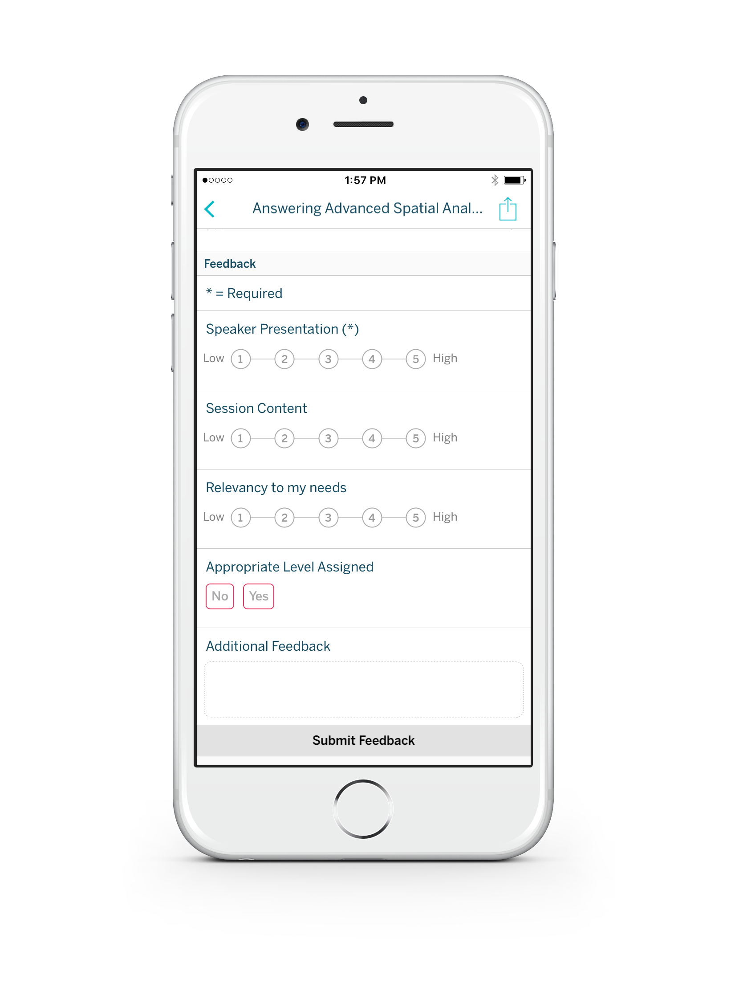 1:57 PM
Answering Advanced Spatial Anal...
Feedback
* = Required
Speaker Presentation (*)
Low 1 2 3 4 5 High
Session Content
Low 1 2 3 4 5 High
Relevancy to my needs
Low 1 2 3 4 5 High
Appropriate Level Assigned
No Yes
Additional Feedback
Submit Feedback